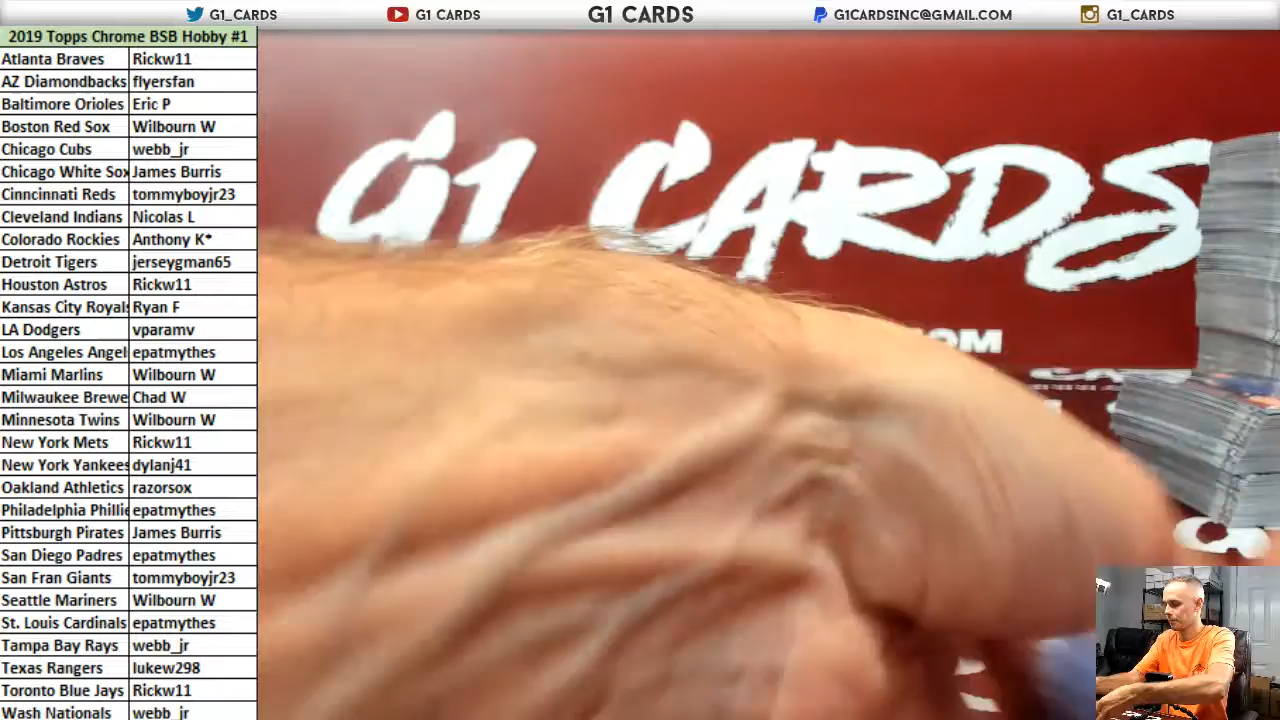 G1_CARDS G1 CARDS G1 CARDS G1CARDSINC@GMAIL.COM G1_CARDS
2019 Topps Chrome BSB Hobby #1
Atlanta Braves Rickw11
AZ Diamondbacks flyersfan
Baltimore Orioles Eric P
Boston Red Sox Wilbourn W
Chicago Cubs webb_jr
Chicago White Sox James Burris
Cinncinnati Reds tommyboyjr23
Cleveland Indians Nicolas L
Colorado Rockies Anthony K*
Detroit Tigers jerseygman65
Houston Astros Rickw11
Kansas City Royals Ryan F
LA Dodgers vparamv
Los Angeles Angel epatmythes
Miami Marlins Wilbourn W
Milwaukee Brewe Chad W
Minnesota Twins Wilbourn W
New York Mets Rickw11
New York Yankees dylanj41
Oakland Athletics razorsox
Philadelphia Phillie epatmythes
Pittsburgh Pirates James Burris
San Diego Padres epatmythes
San Fran Giants tommyboyjr23
Seattle Mariners Wilbourn W
St. Louis Cardinals epatmythes
Tampa Bay Rays webb_jr
Texas Rangers lukew298
Toronto Blue Jays Rickw11
Wash Nationals webb_jr
G1 CARDS